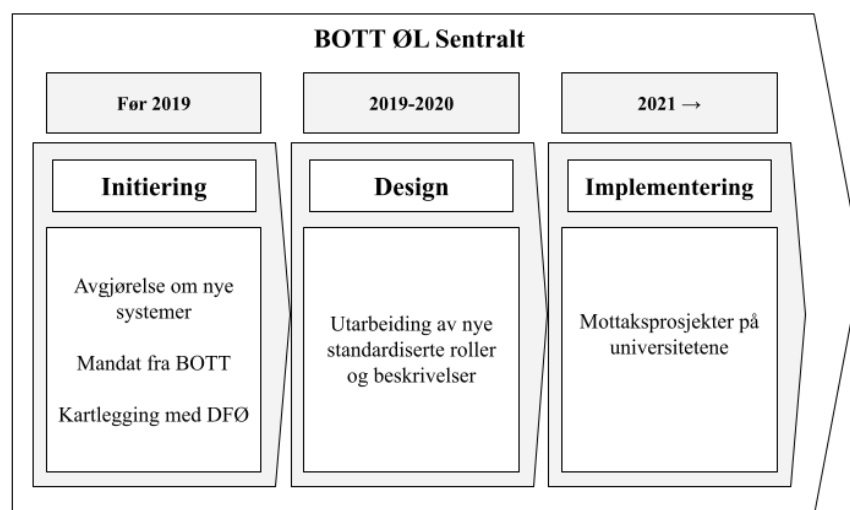 BOTT ØL Sentralt
Før 2019
2019-2020
2021 →
Initiering
Design
Implementering
Avgjørelse om nye
systemer
Mandat fra BOTT
Kartlegging med DFØ
Utarbeiding av nye
standardiserte roller
og beskrivelser
Mottaksprosjekter på
universitetene